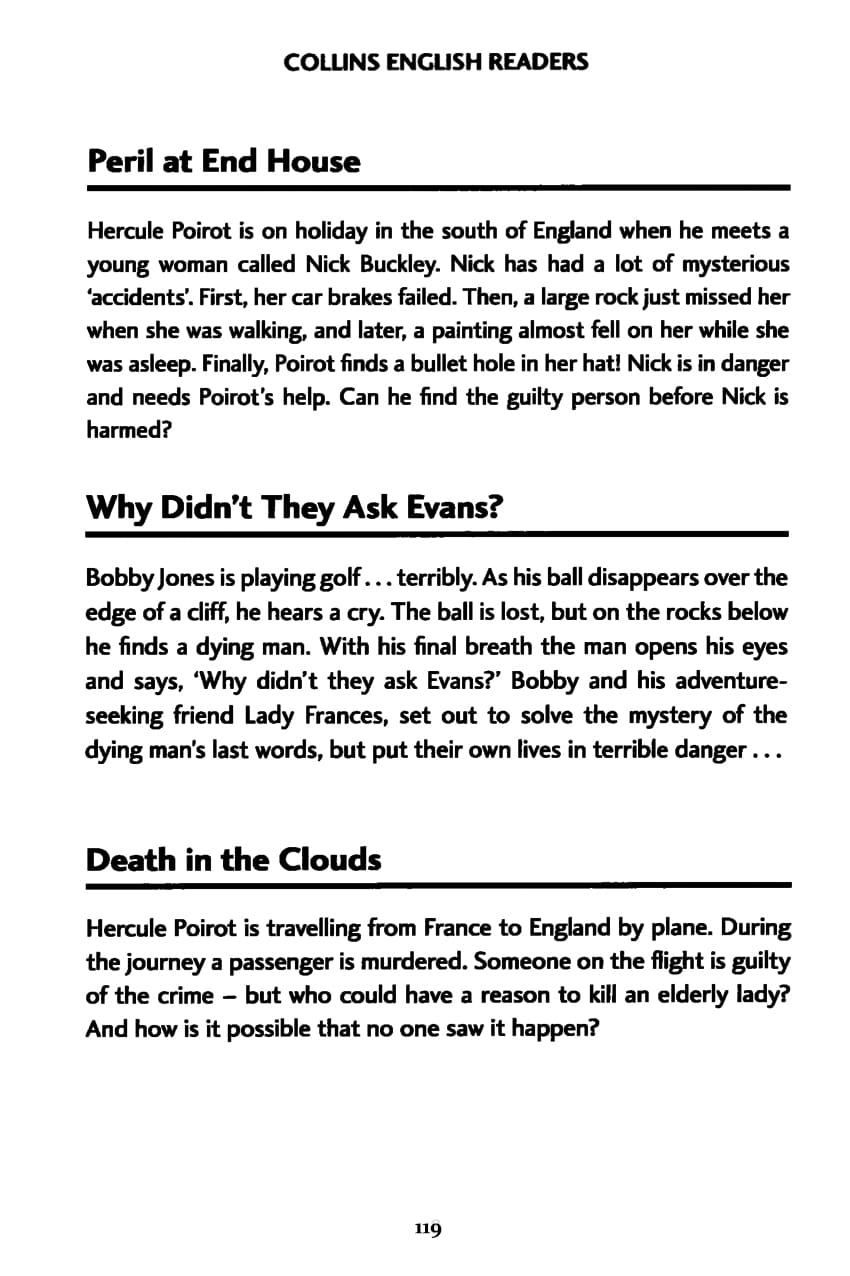 COLLINS ENGLISH READERS
Peril at End House
Hercule Poirot is on holiday in the south of England when he meets a
young woman called Nick Buckley. Nick has had a lot of mysterious
‘accidents’. First, her car brakes failed. Then, a large rock just missed her
when she was walking, and later, a painting almost fell on her while she
was asleep. Finally, Poirot finds a bullet hole in her hat! Nick is in danger
and needs Poirot’s help. Can he find the guilty person before Nick is
harmed?
Why Didn’t They Ask Evans?
Bobby Jones is playing golf . . . terribly. As his ball disappears over the
edge of a cliff, he hears a cry. The ball is lost, but on the rocks below
he finds a dying man. With his final breath the man opens his eyes
and says, ‘Why didn’t they ask Evans?’ Bobby and his adventure-
seeking friend Lady Frances, set out to solve the mystery of the
dying man’s last words, but put their own lives in terrible danger . . .
Death in the Clouds
Hercule Poirot is travelling from France to England by plane. During
the journey a passenger is murdered. Someone on the flight is guilty
of the crime – but who could have a reason to kill an elderly lady?
And how is it possible that no one saw it happen?
119